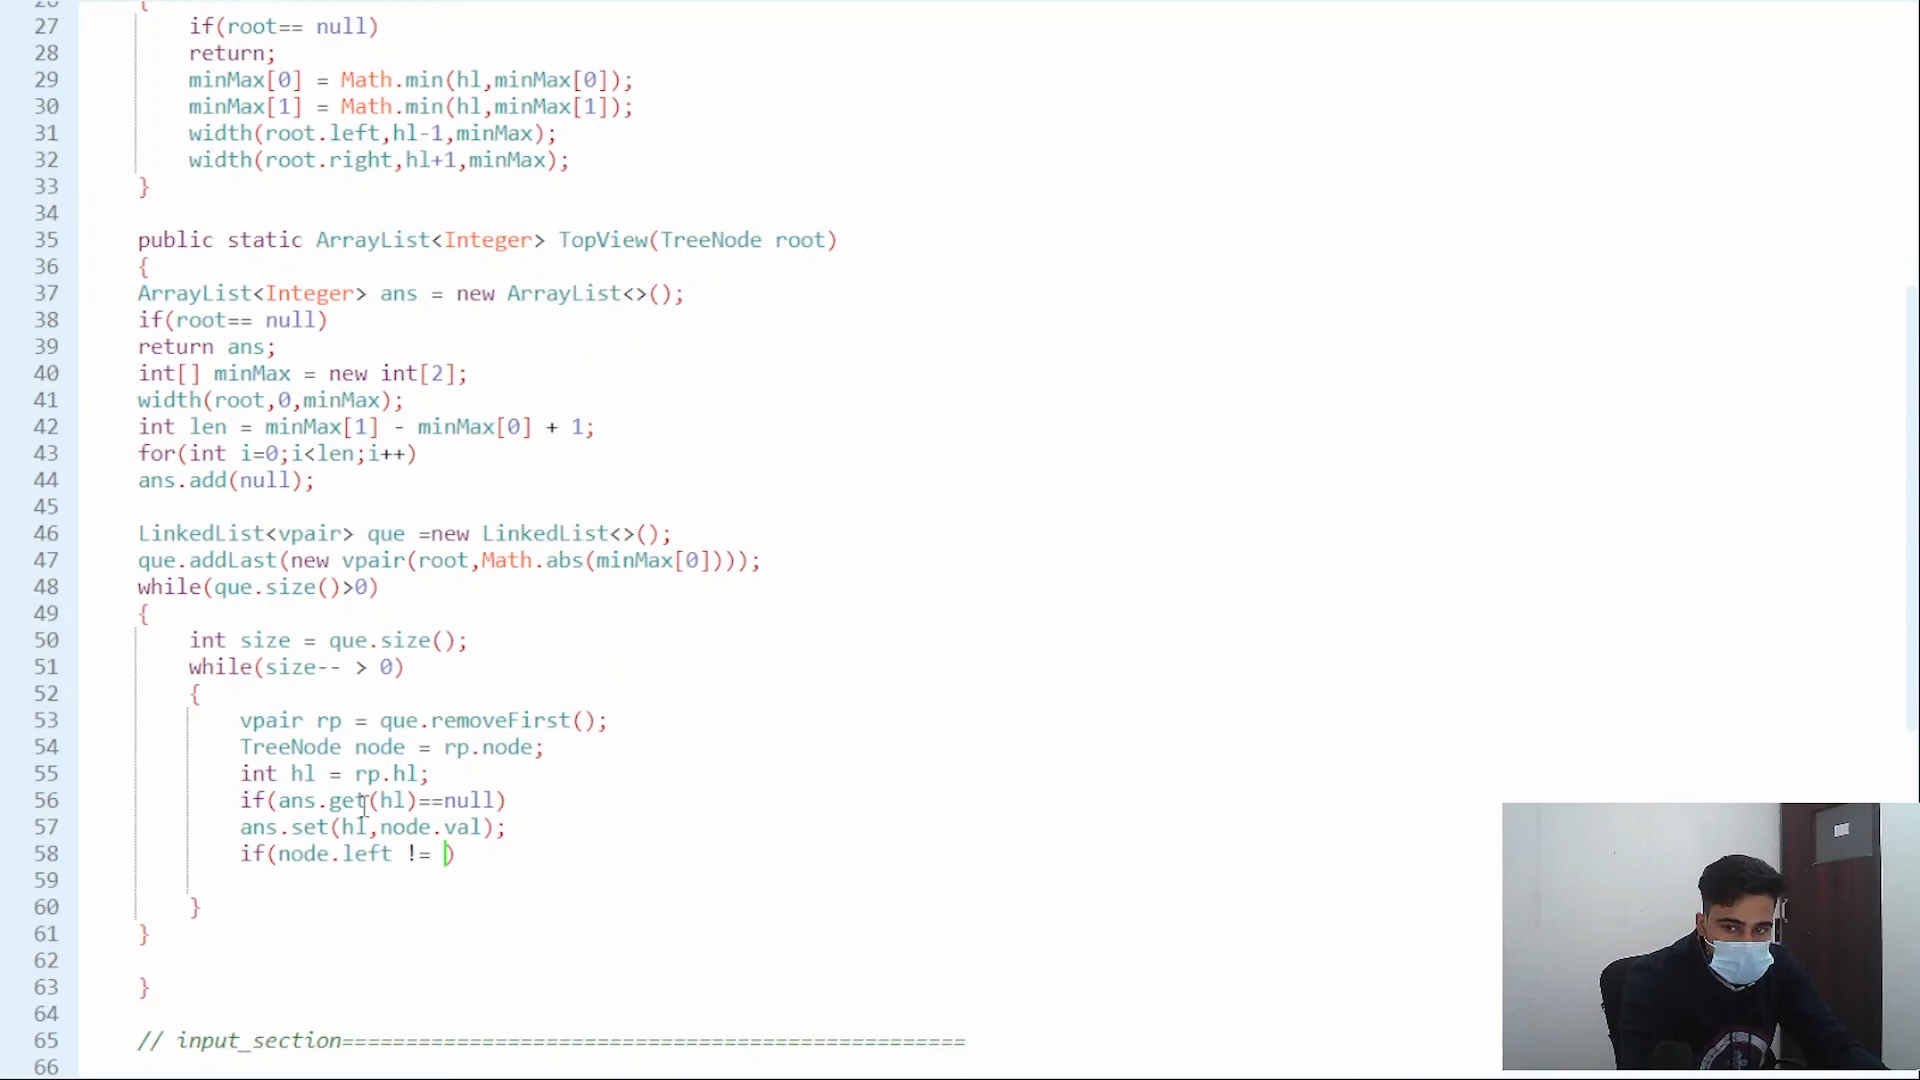 26 {
27 if(root== null)
28 return;
29 minMax[0] = Math.min(hl,minMax[0]);
30 minMax[1] = Math.min(hl,minMax[1]);
31 width(root.left,hl-1,minMax);
32 width(root.right,hl+1,minMax);
33 }
34
35 public static ArrayList<Integer> TopView(TreeNode root)
36 {
37 ArrayList<Integer> ans = new ArrayList<>();
38 if(root== null)
39 return ans;
40 int[] minMax = new int[2];
41 width(root,0,minMax);
42 int len = minMax[1] - minMax[0] + 1;
43 for(int i=0;i<len;i++)
44 ans.add(null);
45
46 LinkedList<vpair> que =new LinkedList<>();
47 que.addLast(new vpair(root,Math.abs(minMax[0])));
48 while(que.size()>0)
49 {
50 int size = que.size();
51 while(size-- > 0)
52 {
53 vpair rp = que.removeFirst();
54 TreeNode node = rp.node;
55 int hl = rp.hl;
56 if(ans.get(hl)==null)
57 ans.set(hl,node.val);
58 if(node.left != )
59
60 }
61 }
62
63 }
64
65 // input_section=================================================
66